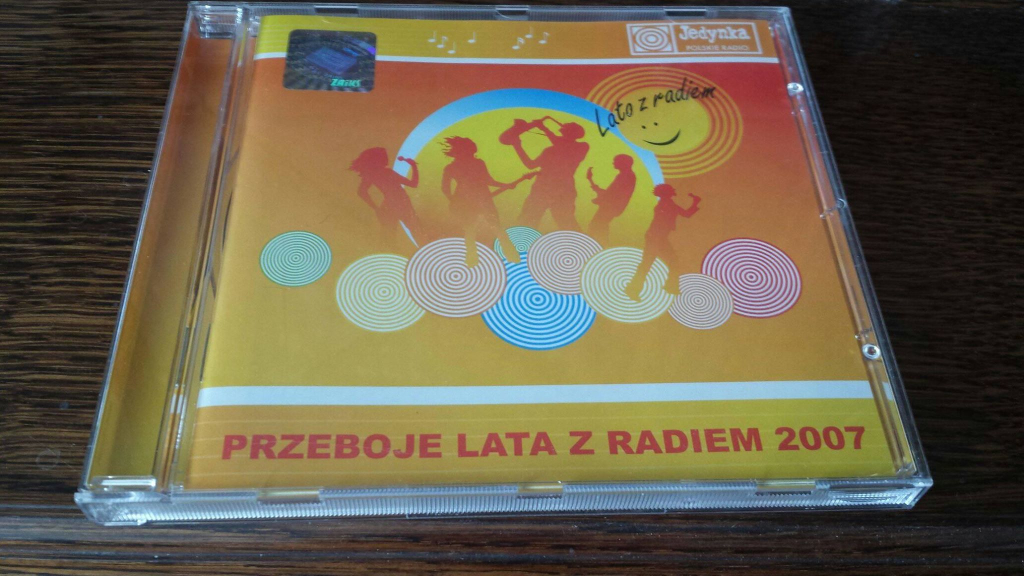 Jedynka
POLSKIE RADIO
ZAiKS
Lato z radiem
PRZEBOJE LATA Z RADIEM 2007